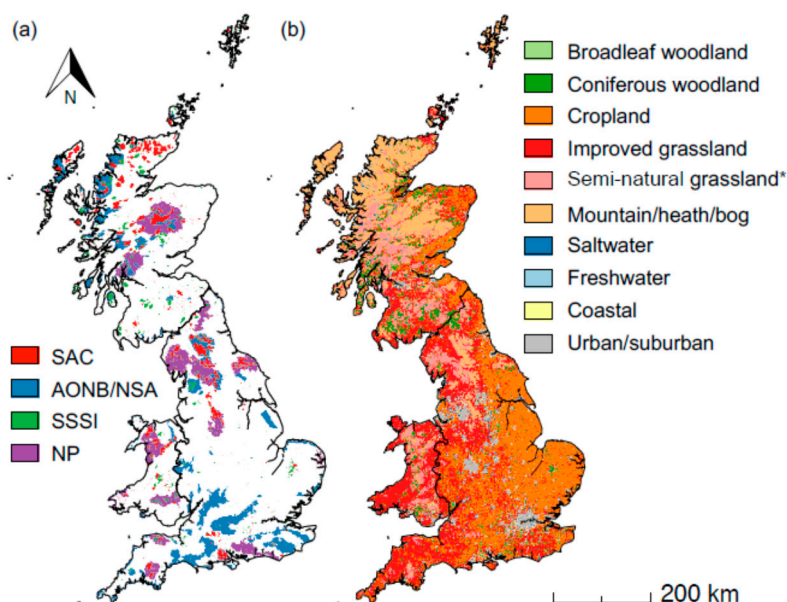 (a)
N
SAC
AONB/NSA
SSSI
NP
(b)
Broadleaf woodland
Coniferous woodland
Cropland
Improved grassland
Semi-natural grassland*
Mountain/heath/bog
Saltwater
Freshwater
Coastal
Urban/suburban
200 km